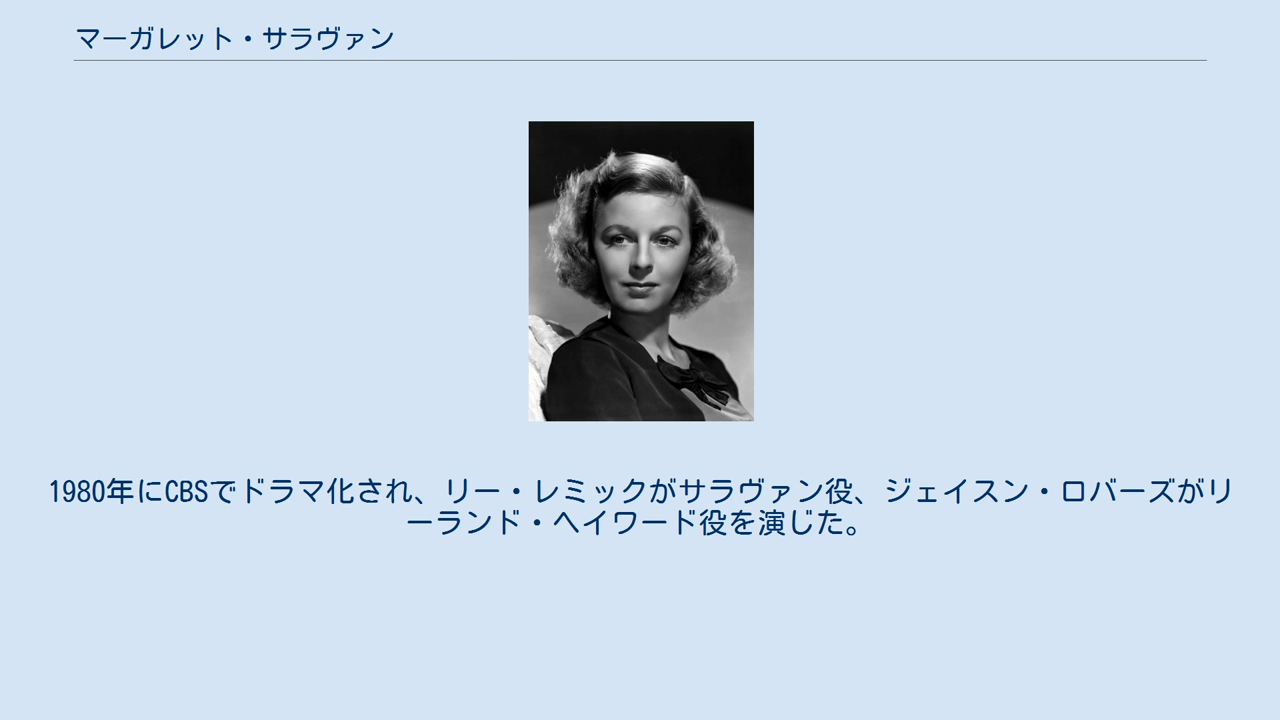 マーガレット・サラヴァン
1980年にCBSでドラマ化され、リー・レミックがサラヴァン役、ジェイスン・ロバーズがリ
ーランド・ヘイワード役を演じた。